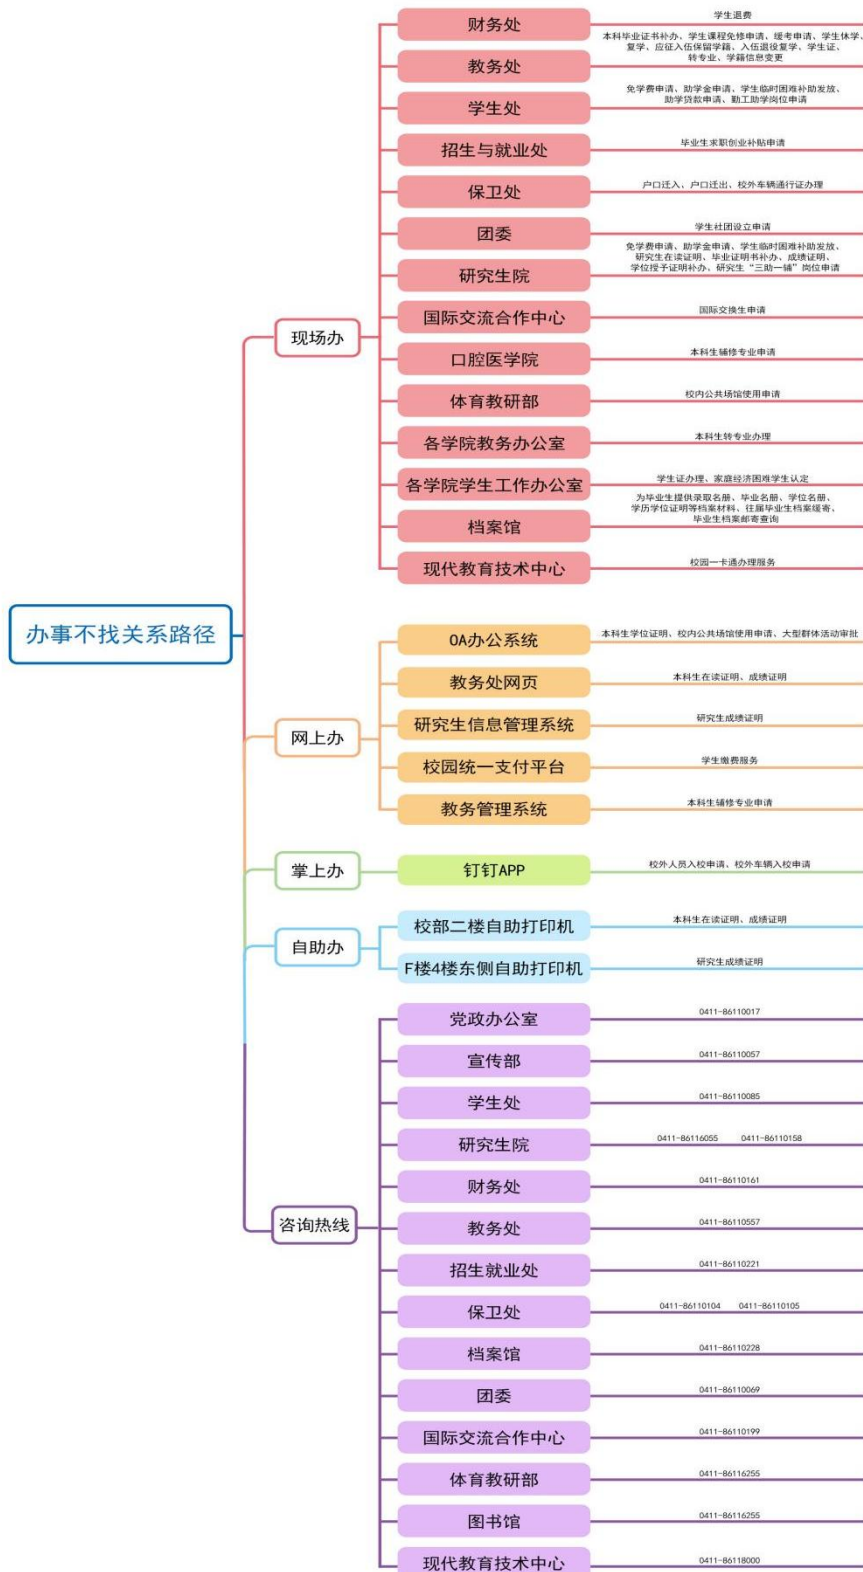 办事不找关系路径
现场办
财务处
学生退费
教务处
本科毕业证书补办、学生课程免修申请、缓考申请、学生休学、
复学、应征入伍保留学籍、入伍退役复学、学生证、
转专业、学籍信息变更
学生处
免学费申请、助学金申请、学生临时困难补助发放、
助学贷款申请、勤工助学岗位申请
招生与就业处
毕业生求职创业补贴申请
保卫处
户口迁入、户口迁出、校外车辆通行证办理
团委
学生社团设立申请
研究生院
免学费申请、助学金申请、学生临时困难补助发放、
研究生在读证明、毕业证明书补办、成绩证明、
学位授予证明补办、研究生“三助一辅”岗位申请
国际交流合作中心
国际交换生申请
口腔医学院
本科生辅修专业申请
体育教研部
校内公共场馆使用申请
各学院教务办公室
本科生转专业办理
各学院学生工作办公室
学生证办理、家庭经济困难学生认定
档案馆
为毕业生提供录取名册、毕业名册、学位名册、
学历学位证明等档案材料、往届毕业生档案缓寄、
毕业生档案邮寄查询
现代教育技术中心
校园一卡通办理服务
网上办
OA办公系统
本科生学位证明、校内公共场馆使用申请、大型群体活动审批
教务处网页
本科生在读证明、成绩证明
研究生信息管理系统
研究生成绩证明
校园统一支付平台
学生缴费服务
教务管理系统
本科生辅修专业申请
掌上办
钉钉APP
校外人员入校申请、校外车辆入校申请
自助办
校部二楼自助打印机
本科生在读证明、成绩证明
F楼4楼东侧自助打印机
研究生成绩证明
咨询热线
党政办公室
0411-86110017
宣传部
0411-86110057
学生处
0411-86110085
研究生院
0411-86116055 0411-86110158
财务处
0411-86110161
教务处
0411-86110557
招生就业处
0411-86110221
保卫处
0411-86110104 0411-86110105
档案馆
0411-86110228
团委
0411-86110069
国际交流合作中心
0411-86110199
体育教研部
0411-86116255
图书馆
0411-86116255
现代教育技术中心
0411-86118000